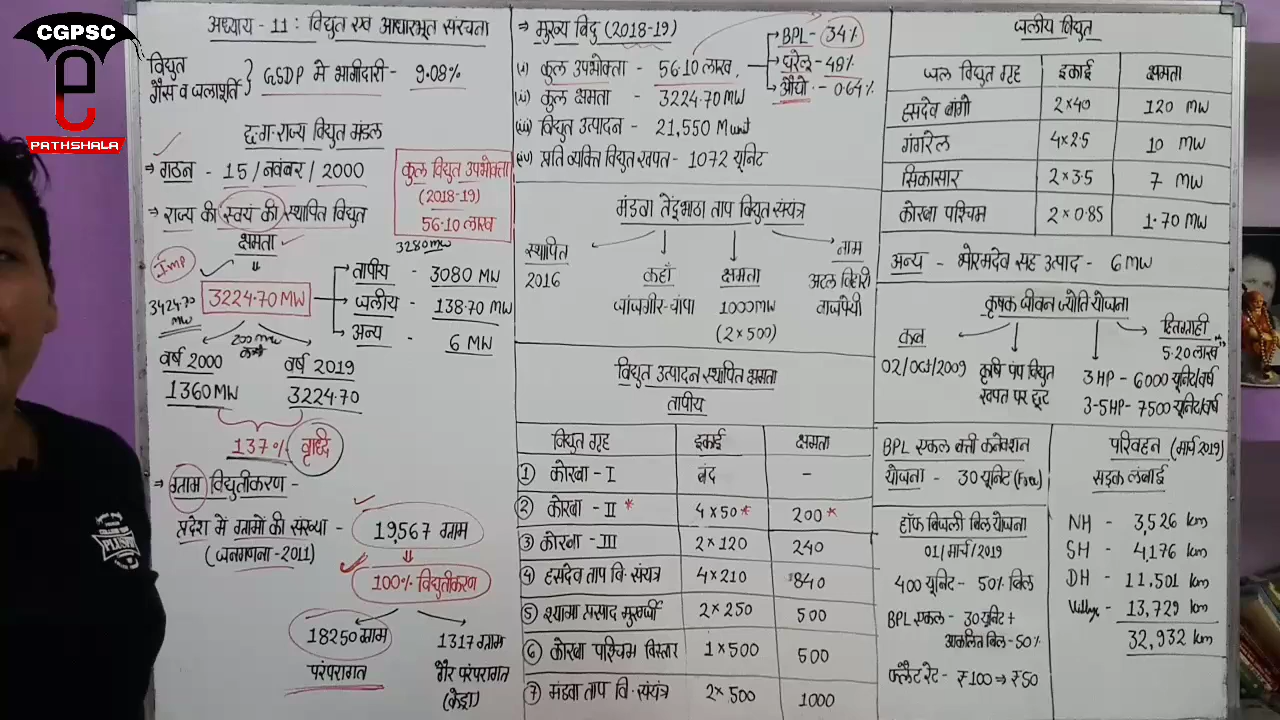 CGPSC
e
PATHSHALA
अध्याय - 11 : विद्युत एवं आधारभूत संरचना
विद्युत
गैस व जलापूर्ति } GSDP मे भागीदारी - 9.08%
छ.ग. राज्य विद्युत मंडल
⇒ गठन - 15 / नवंबर / 2000
⇒ राज्य की स्वयं की स्थापित विद्युत
क्षमता
कुल विद्युत उपभोक्ता
(2018-19)
56.10 लाख
Imp
3280 MW
3424.70
MW
3224.70 MW
तापीय - 3080 MW
जलीय - 138.70 MW
अन्य - 6 MW
200 MW
वर्ष 2000
1360 MW
वर्ष 2019
3224.70
137% वृध्दि
⇒ ग्राम विद्युतीकरण -
प्रदेश में ग्रामों की संख्या - 19,567 ग्राम
(जनगणना - 2011)
100% विद्युतीकरण
18250 ग्राम
परंपरागत
1317 ग्राम
गैर परंपरागत
(क्रेडा)
⇒ मुख्य बिंदु (2018-19)
(i) कुल उपभोक्ता - 56.10 लाख
BPL - 34%
घरेलू - 49%
औद्यो. - 0.64%
(ii) कुल क्षमता - 3224.70 MW
(iii) विद्युत उत्पादन - 21,550 M unit
(iv) प्रति व्यक्ति विद्युत खपत - 1072 यूनिट
मंडवा तेंदूभाठा ताप विद्युत संयंत्र
स्थापित
2016
कहाँ
जांजगीर-चांपा
क्षमता
1000MW
(2 × 500)
नाम
अटल बिहारी
वाजपेयी
विद्युत उत्पादन स्थापित क्षमता
तापीय
विद्युत गृह इकाई क्षमता
① कोरबा - I बंद -
② कोरबा - II * 4 × 50 * 200 *
③ कोरबा - III 2 × 120 240
④ हसदेव ताप वि. संयंत्र 4 × 210 840
⑤ श्यामा प्रसाद मुखर्जी 2 × 250 500
⑥ कोरबा पश्चिम विस्तार 1 × 500 500
⑦ मंडवा ताप वि. संयंत्र 2 × 500 1000
जलीय विद्युत
जल विद्युत गृह इकाई क्षमता
हसदेव बांगो 2 × 40 120 MW
गंगरेल 4 × 2.5 10 MW
सिकासार 2 × 3.5 7 MW
कोरबा पश्चिम 2 × 0.85 1.70 MW
अन्य - भोरमदेव सह उत्पाद - 6 MW
कृषक जीवन ज्योति योजना
कब
02/Oct/2009
कृषि पंप विद्युत
खपत पर छूट
3 HP - 6000 यूनिट/वर्ष
3-5 HP - 7500 यूनिट/वर्ष
हितग्राही
5.20 लाख
BPL एकल बत्ती कनेक्शन
योजना - 30 यूनिट (Free)
हॉफ बिजली बिल योजना
01/मार्च/2019
400 यूनिट - 50% बिल
BPL एकल - 30 यूनिट +
आकलित बिल - 50%
फ्लैट रेट - ₹100 ⇒ ₹50
परिवहन (मार्च 2019)
सड़क लंबाई
NH - 3,526 km
SH - 4,176 km
DH - 11,501 km
Village - 13,729 km
32,932 km